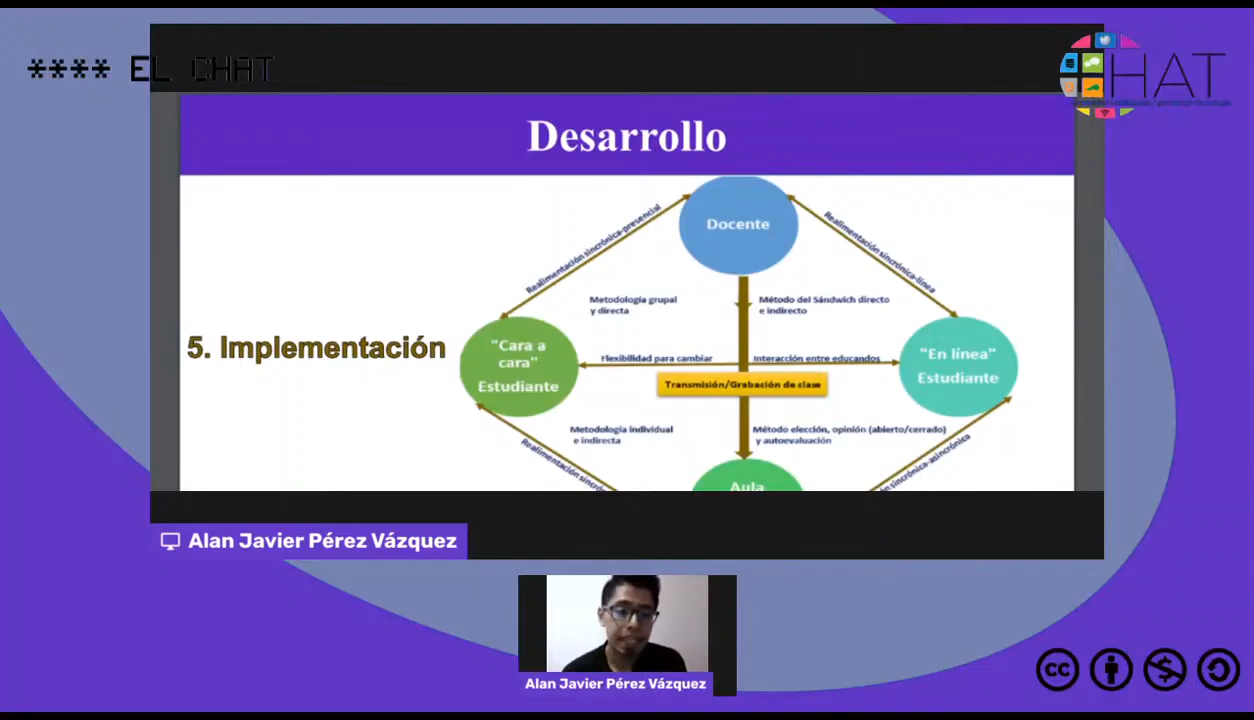 **** EL CHAT
HAT
Desarrollo
Docente
Realimentación sincrónica-presencial
Realimentación sincrónica-línea
Metodología grupal
y directa
Método del Sándwich directo
e indirecto
5. Implementación
"Cara a
cara"
Estudiante
Flexibilidad para cambiar
Interacción entre educandos
"En línea"
Estudiante
Transmisión/Grabación de clase
Metodología individual
e indirecta
Método elección, opinión (abierto/cerrado)
y autoevaluación
Realimentación sincró
ón sincrónica-asincrónica
Aula
Alan Javier Pérez Vázquez
Alan Javier Pérez Vázquez
cc